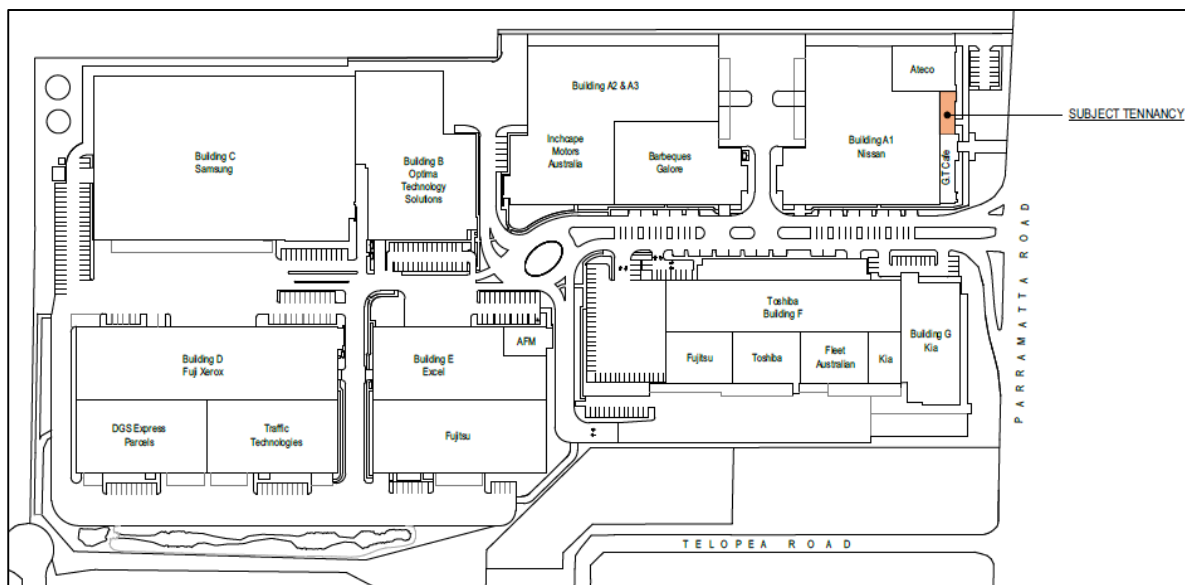 Ateco
Building A2 & A3
SUBJECT TENNANCY
Building C
Samsung
Building B
Optima
Technology
Solutions
Inchcape
Motors
Australia
Barbeques
Galore
Building A1
Nissan
G.T Cafe
PARRAMATTA ROAD
Toshiba
Building F
Building G
Kia
AFM
Building D
Fuji Xerox
Building E
Excel
Fujitsu
Toshiba
Fleet
Australian
Kia
DGS Express
Parcels
Traffic
Technologies
Fujitsu
TELOPEA ROAD